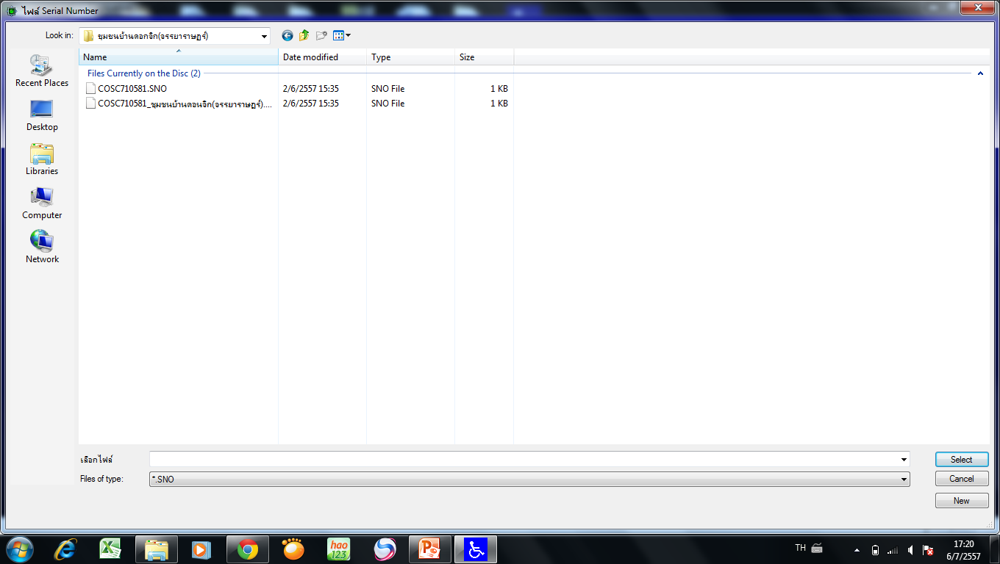 ไฟล์ Serial Number
Look in: ชุมชนบ้านดอกจิก(จรรยาราษฎร์)
Name Date modified Type Size
Files Currently on the Disc (2)
COSC710581.SNO 2/6/2557 15:35 SNO File 1 KB
COSC710581_ชุมชนบ้านดอนจิก(จรรยาราษฎร์).... 2/6/2557 15:35 SNO File 1 KB
Recent Places
Desktop
Libraries
Computer
Network
เลือกไฟล์
Select
Files of type: *.SNO
Cancel
New
hao
123
TH
17:20
6/7/2557